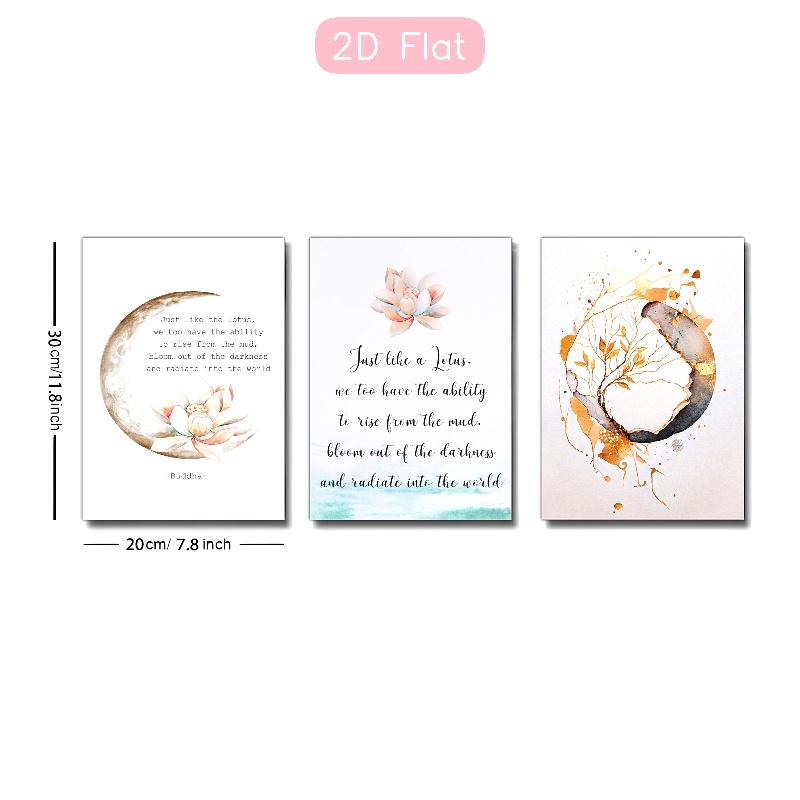 2D Flat
30cm/11.8inch
Just like the lotus,
we too have the ability
to rise from the mud,
bloom out of the darkness
and radiate into the world
-Buddha-
Just like a Lotus,
we too have the ability
to rise from the mud,
bloom out of the darkness
and radiate into the world
20cm/ 7.8 inch